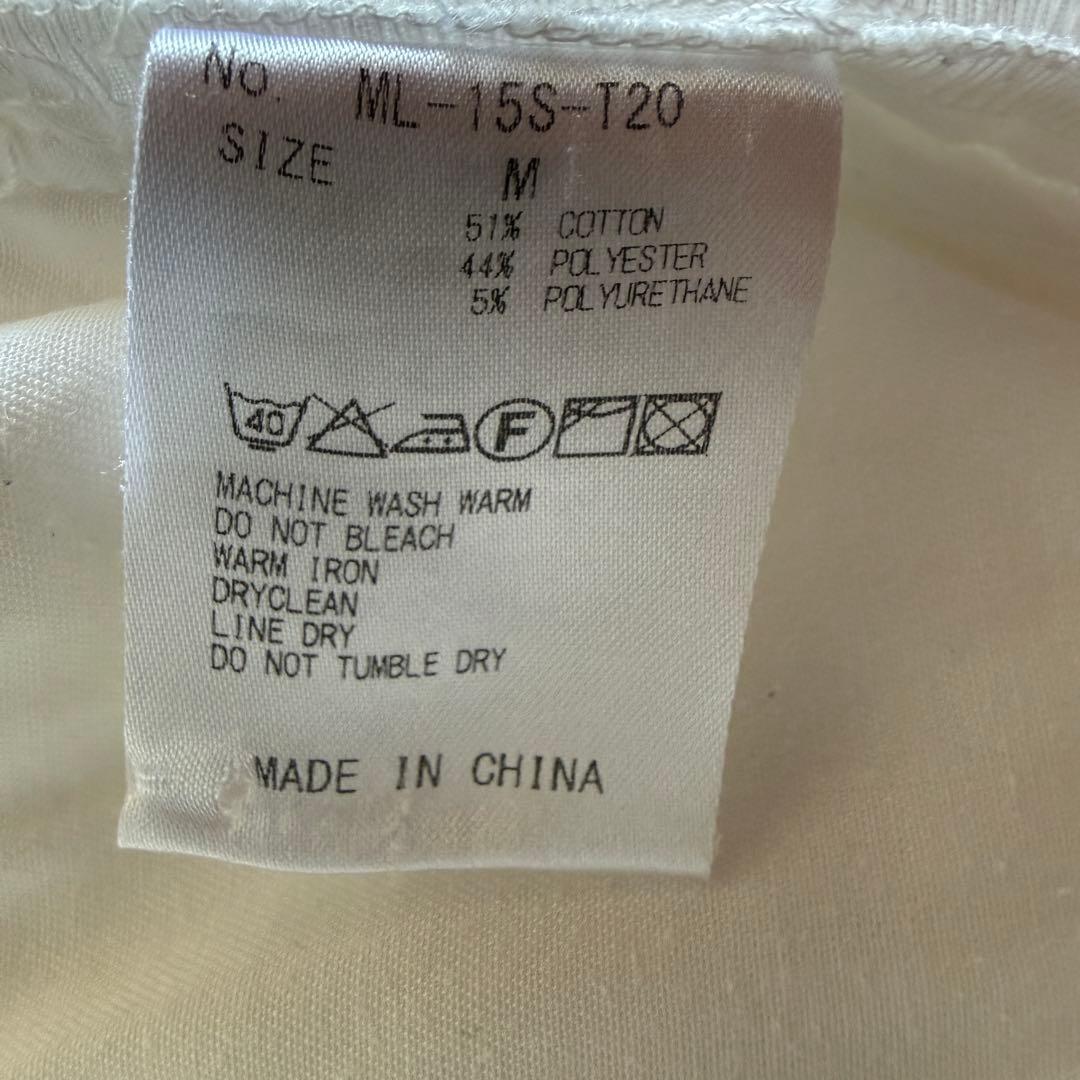 No. ML-15S-T20
SIZE M
51% COTTON
44% POLYESTER
5% POLYURETHANE
40 F
MACHINE WASH WARM
DO NOT BLEACH
WARM IRON
DRYCLEAN
LINE DRY
DO NOT TUMBLE DRY
MADE IN CHINA